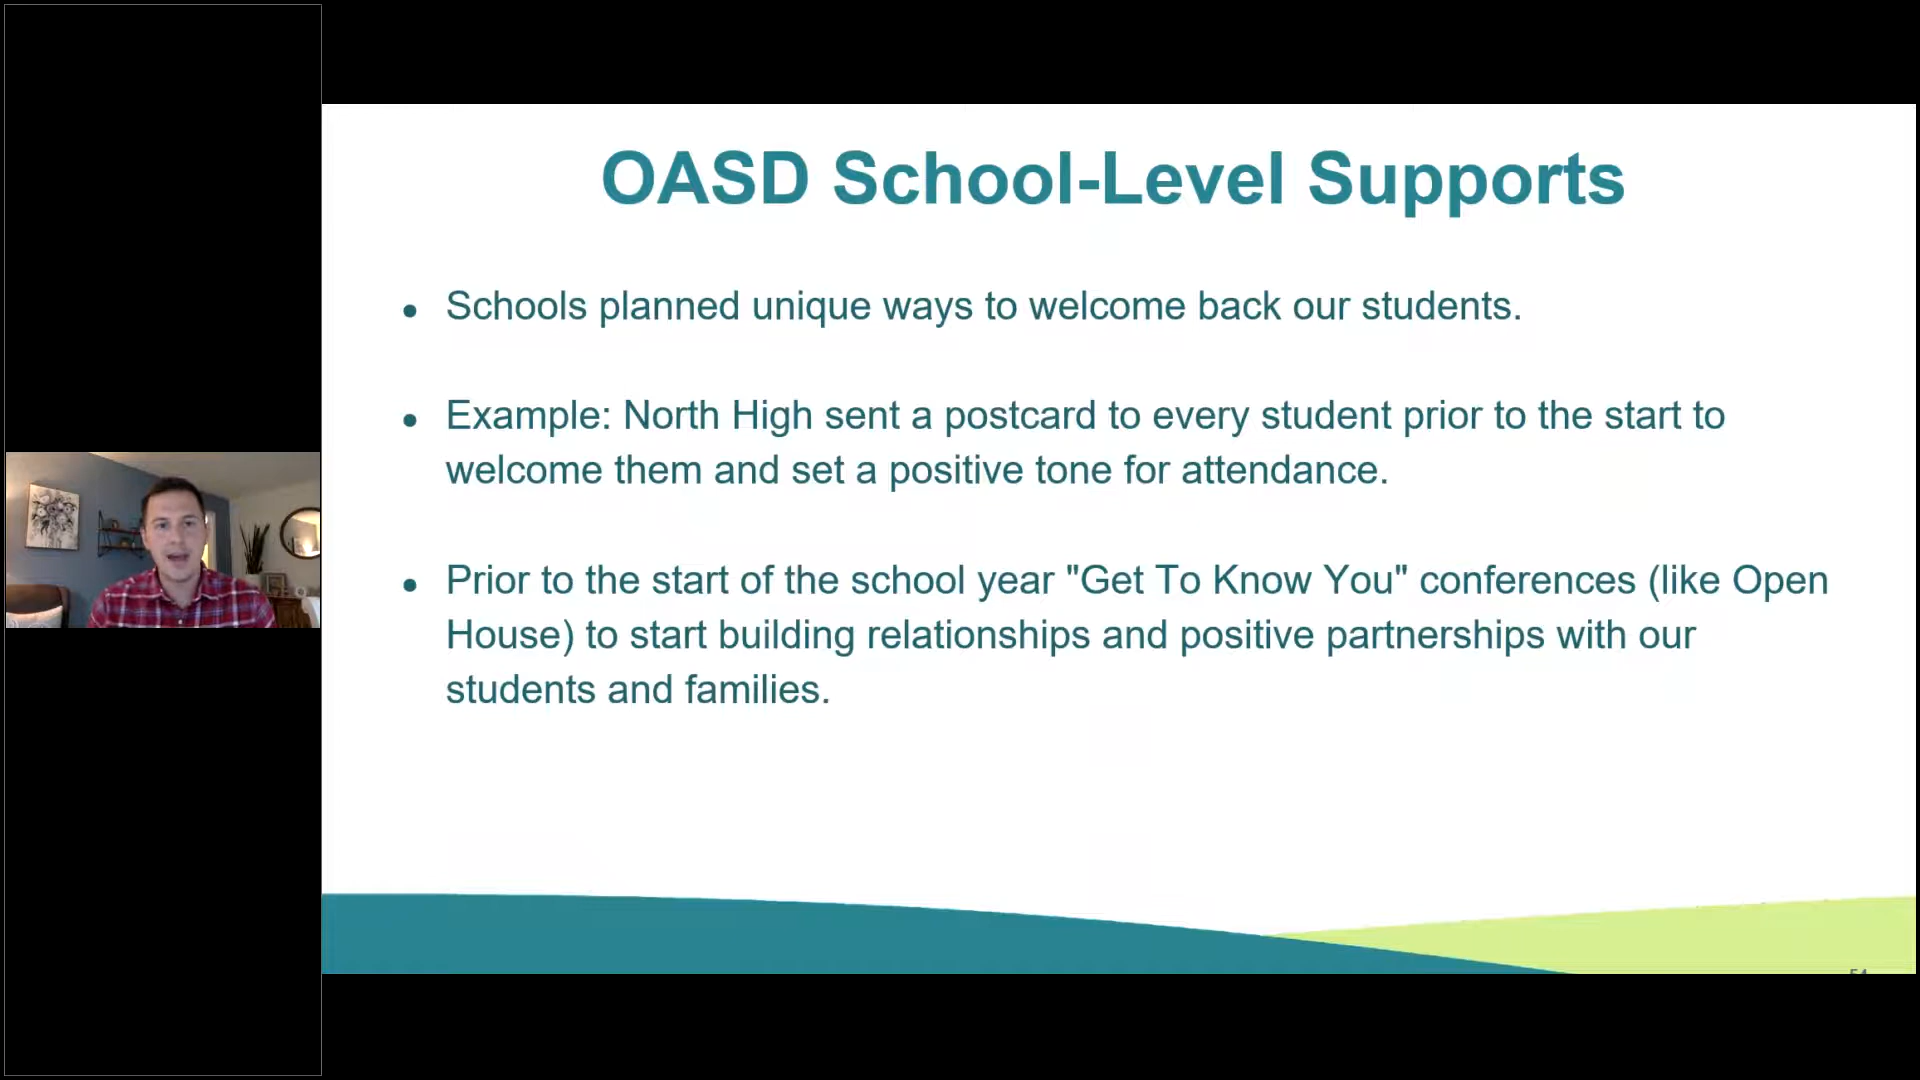 OASD School-Level Supports
• Schools planned unique ways to welcome back our students.
• Example: North High sent a postcard to every student prior to the start to
welcome them and set a positive tone for attendance.
• Prior to the start of the school year "Get To Know You" conferences (like Open
House) to start building relationships and positive partnerships with our
students and families.